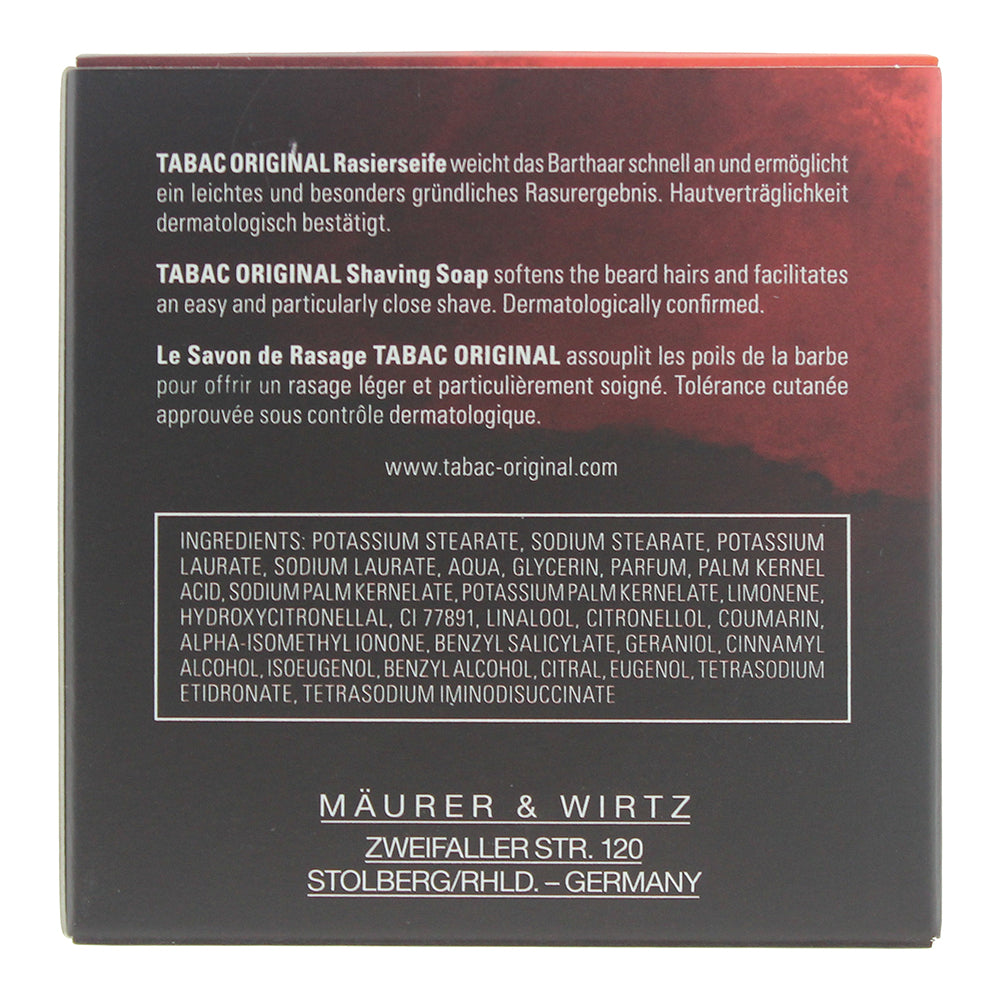 TABAC ORIGINAL Rasierseife weicht das Barthaar schnell an und ermöglicht
ein leichtes und besonders gründliches Rasurergebnis. Hautverträglichkeit
dermatologisch bestätigt.
TABAC ORIGINAL Shaving Soap softens the beard hairs and facilitates
an easy and particularly close shave. Dermatologically confirmed.
Le Savon de Rasage TABAC ORIGINAL assouplit les poils de la barbe
pour offrir un rasage léger et particulièrement soigné. Tolérance cutanée
approuvée sous contrôle dermatologique.
www.tabac-original.com
INGREDIENTS: POTASSIUM STEARATE, SODIUM STEARATE, POTASSIUM
LAURATE, SODIUM LAURATE, AQUA, GLYCERIN, PARFUM, PALM KERNEL
ACID, SODIUM PALM KERNELATE, POTASSIUM PALM KERNELATE, LIMONENE,
HYDROXYCITRONELLAL, CI 77891, LINALOOL, CITRONELLOL, COUMARIN,
ALPHA-ISOMETHYL IONONE, BENZYL SALICYLATE, GERANIOL, CINNAMYL
ALCOHOL, ISOEUGENOL, BENZYL ALCOHOL, CITRAL, EUGENOL, TETRASODIUM
ETIDRONATE, TETRASODIUM IMINODISUCCINATE
MÄURER & WIRTZ
ZWEIFALLER STR. 120
STOLBERG/RHLD. – GERMANY